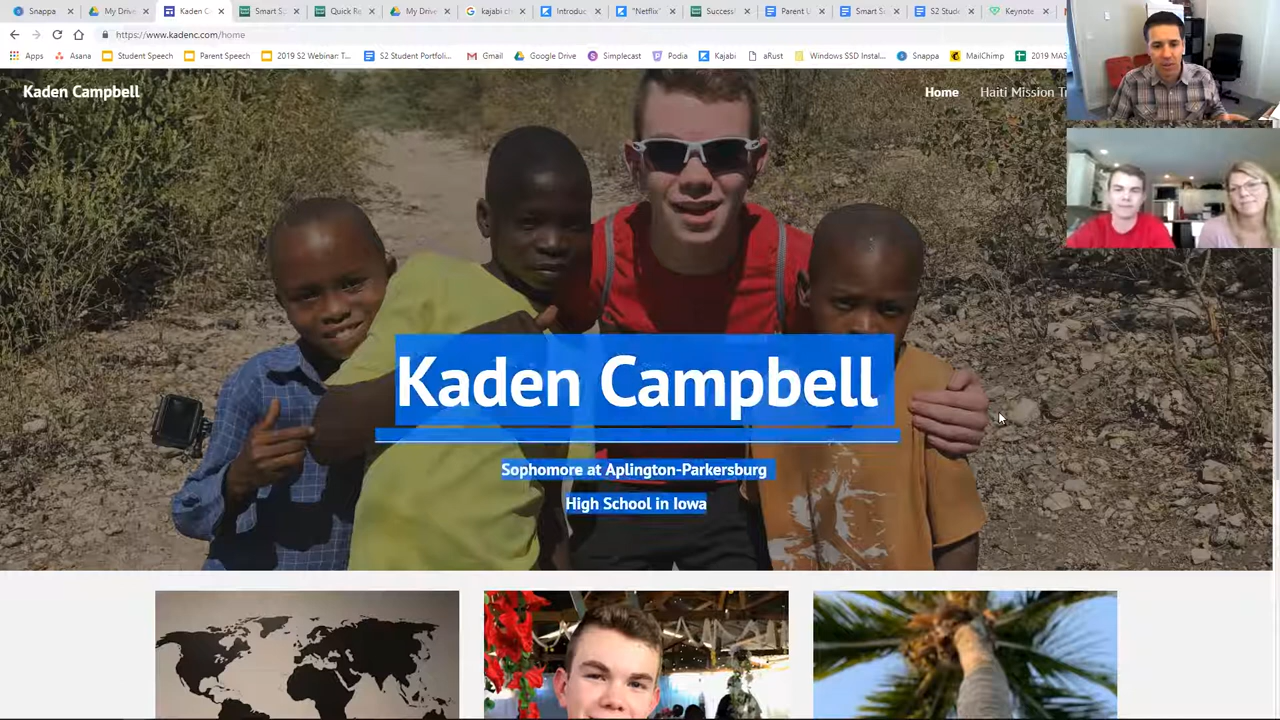 Snappa
My Drive
Kaden C
Smart S
Quick Re
My Drive
kajabi
Introduc
"Netflix"
Success
Parent U
Smart S
S2 Stude
Keynote
https://www.kadenc.com/home
Apps Asana Student Speech Parent Speech 2019 S2 Webinar: T... S2 Student Portfolio... Gmail Google Drive Simplecast Podia Kajabi aRust Windows SSD Instal... Snappa MailChimp 2019 MAS
Kaden Campbell
Home Haiti Mission Tr
Kaden Campbell
Sophomore at Aplington-Parkersburg
High School in Iowa